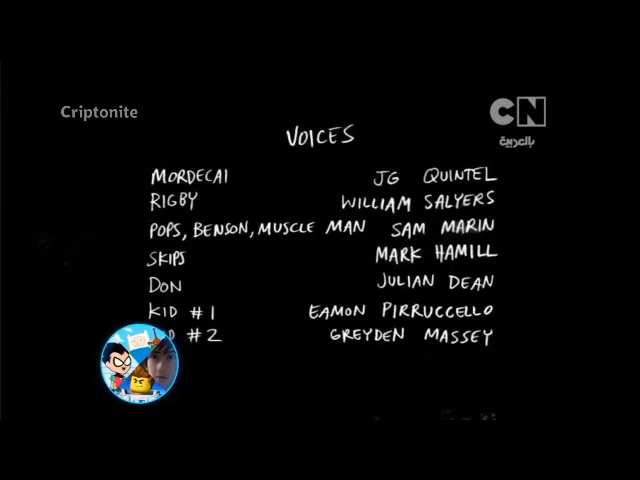 Criptonite
CN
بالعربية
VOICES
MORDECAI JG QUINTEL
RIGBY WILLIAM SALYERS
POPS, BENSON, MUSCLE MAN SAM MARIN
SKIPS MARK HAMILL
DON JULIAN DEAN
KID #1 EAMON PIRRUCCELLO
#2 GREYDEN MASSEY